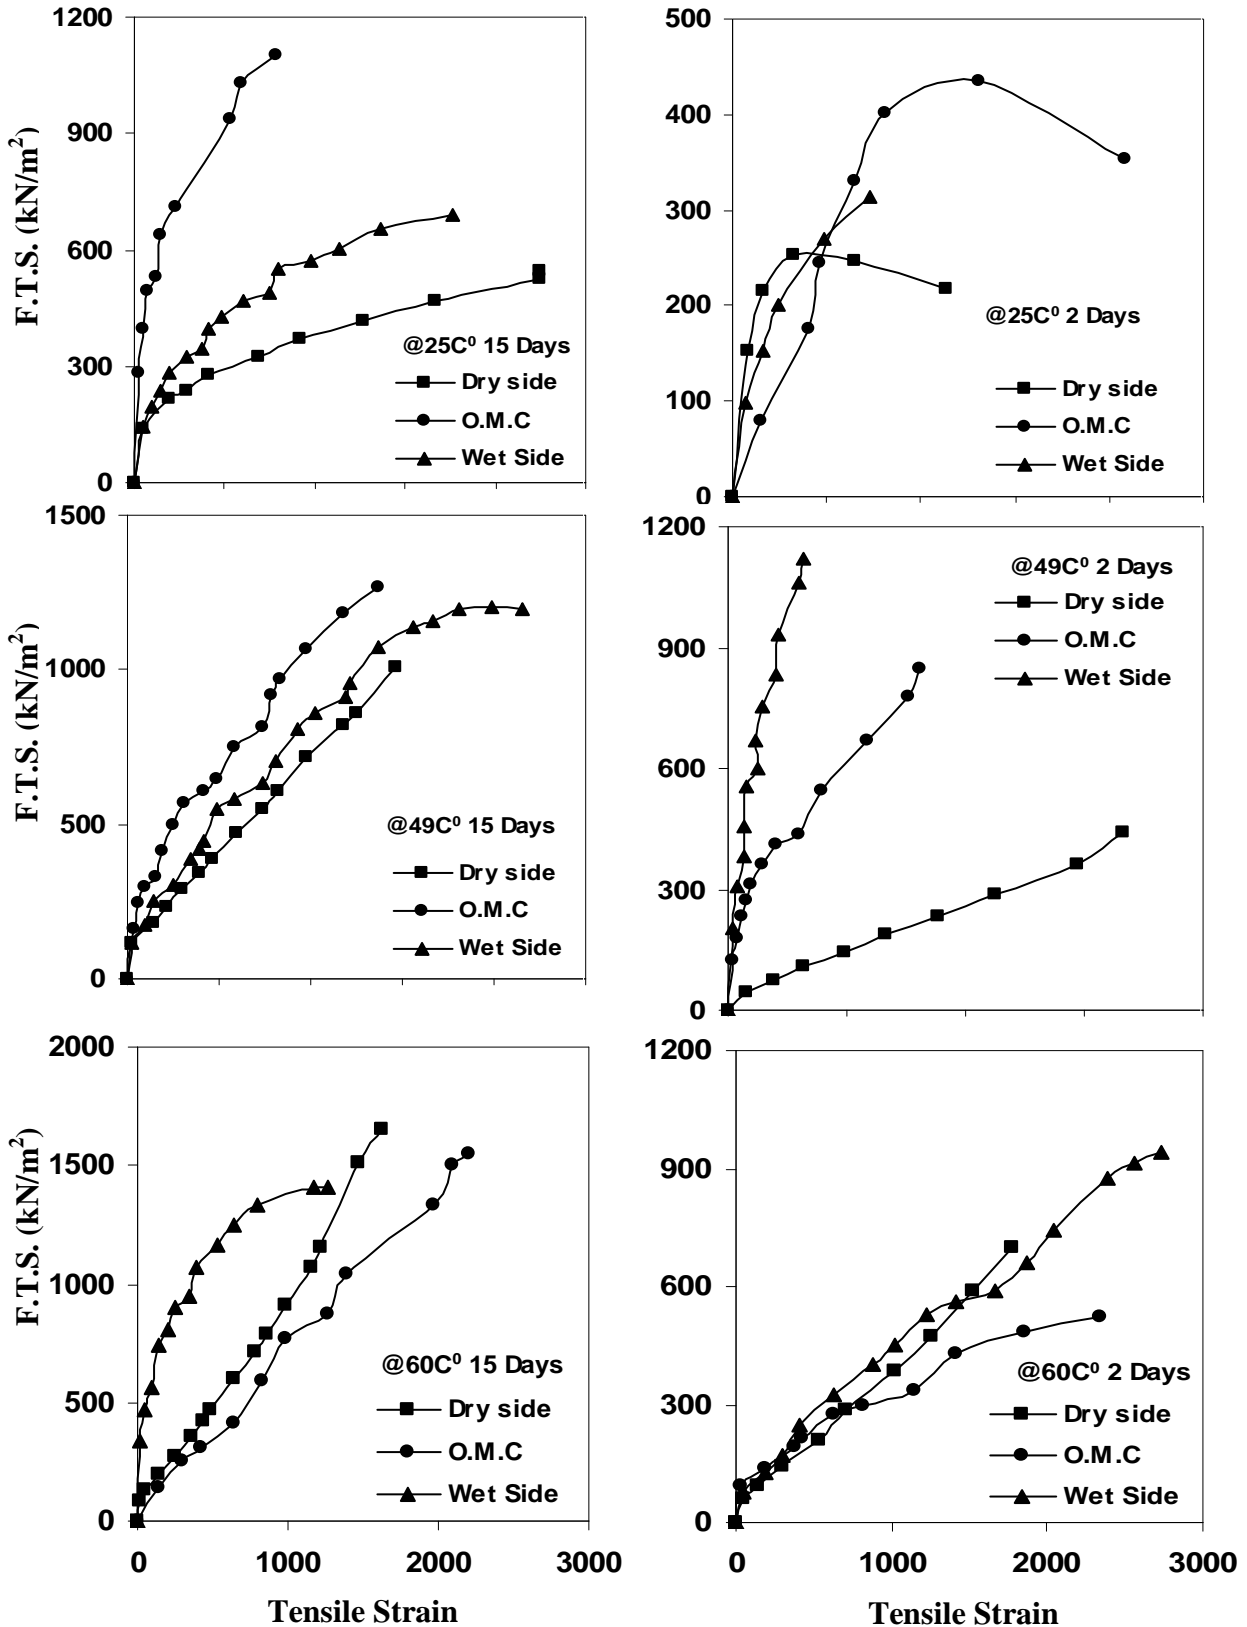 1200
900
600
300
0
F.T.S. (kN/m²)
@25C⁰ 15 Days
Dry side
O.M.C
Wet Side
500
400
300
200
100
0
@25C⁰ 2 Days
Dry side
O.M.C
Wet Side
1500
1000
500
0
F.T.S. (kN/m²)
@49C⁰ 15 Days
Dry side
O.M.C
Wet Side
1200
900
600
300
0
@49C⁰ 2 Days
Dry side
O.M.C
Wet Side
2000
1500
1000
500
0
F.T.S. (kN/m²)
@60C⁰ 15 Days
Dry side
O.M.C
Wet Side
0 1000 2000 3000
Tensile Strain
1200
900
600
300
0
@60C⁰ 2 Days
Dry side
O.M.C
Wet Side
0 1000 2000 3000
Tensile Strain